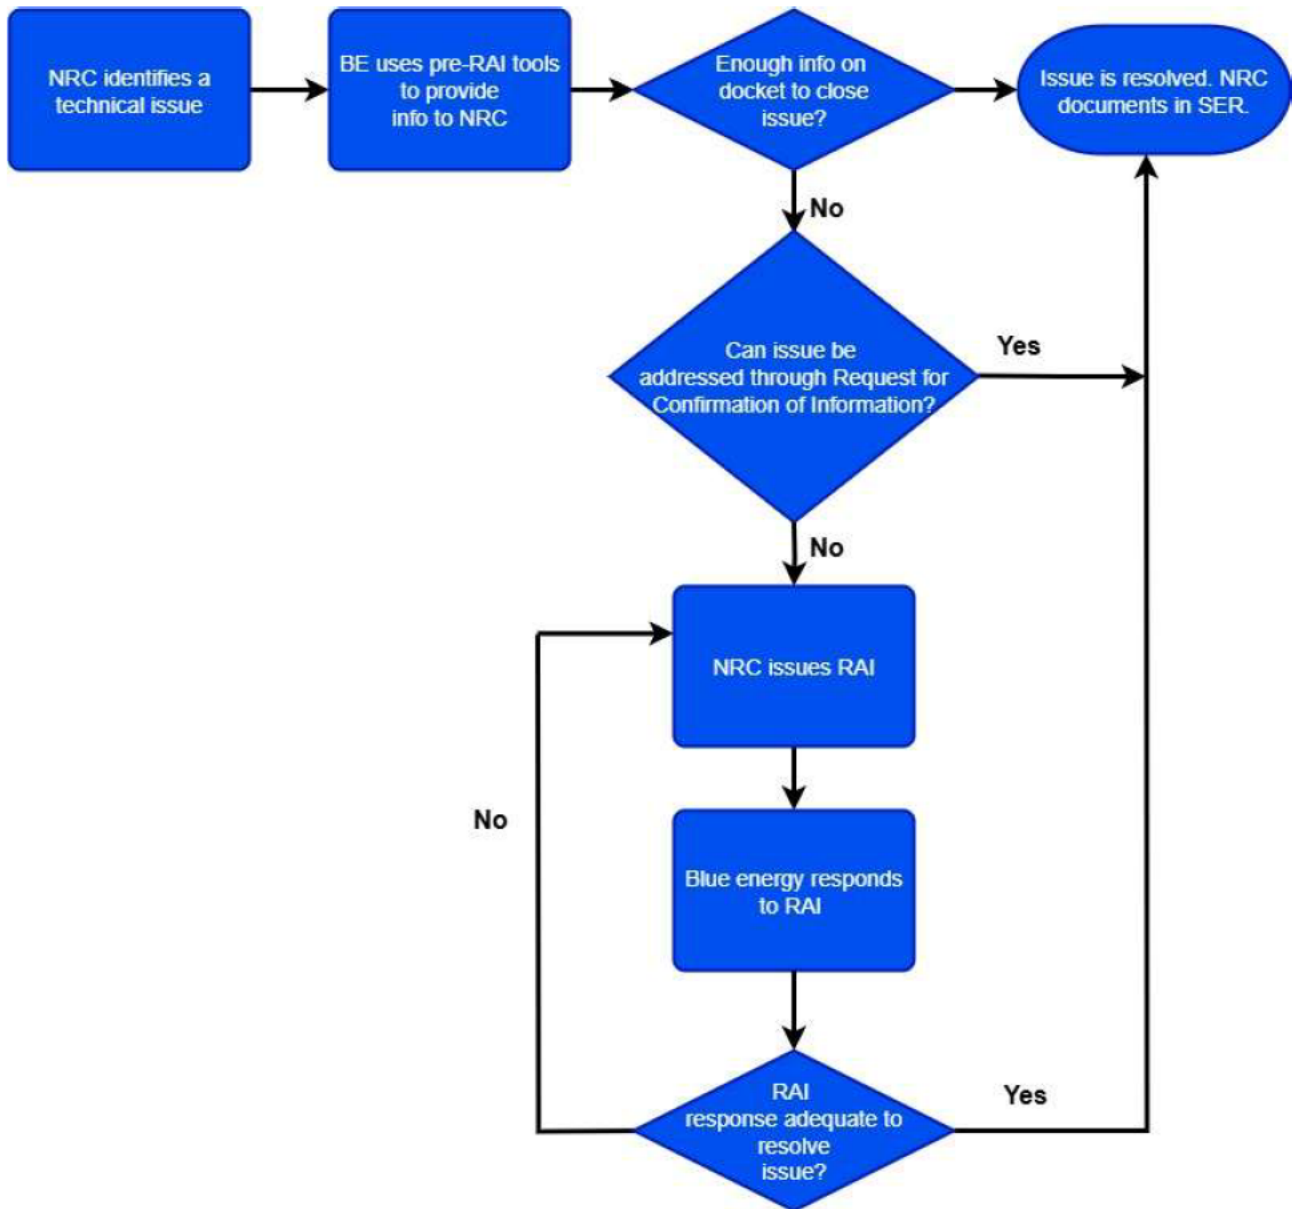 NRC identifies a
technical issue
BE uses pre-RAI tools
to provide
info to NRC
Enough info on
docket to close
issue?
Issue is resolved. NRC
documents in SER.
No
Can issue be
addressed through Request for
Confirmation of Information?
Yes
No
NRC issues RAI
No
Blue energy responds
to RAI
RAI
response adequate to
resolve
issue?
Yes